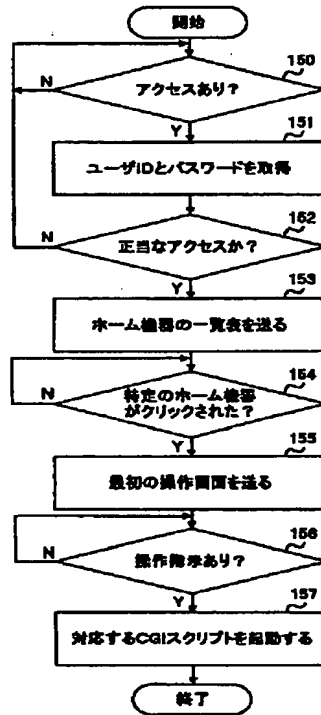 開始
150
アクセスあり?
N
Y
151
ユーザIDとパスワードを取得
152
正当なアクセスか?
N
Y
153
ホーム機器の一覧表を送る
154
特定のホーム機器
がクリックされた?
N
Y
155
最初の操作画面を送る
156
操作指示あり?
N
Y
157
対応するCGIスクリプトを起動する
終了